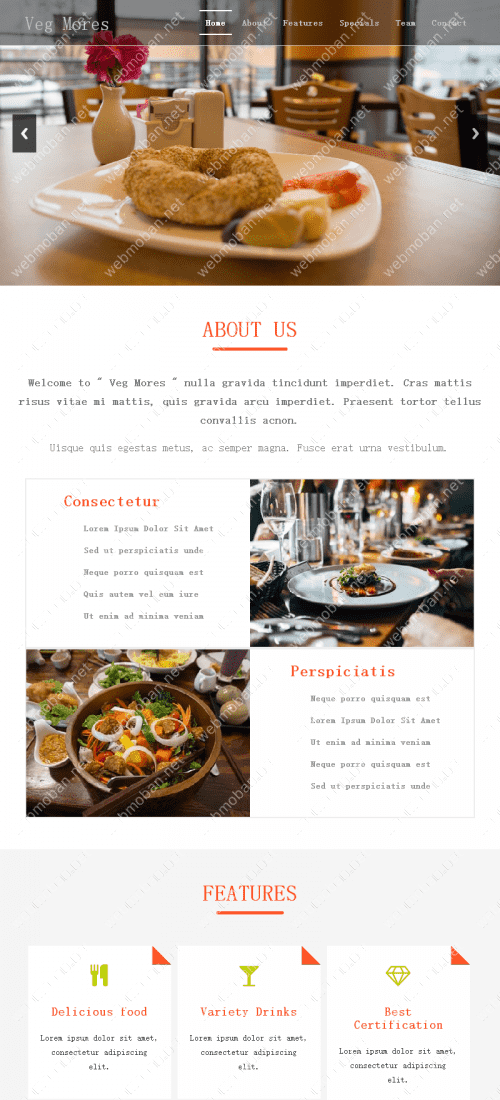 Veg Mores
Home About Features Specials Team Contact
ABOUT US
Welcome to " Veg Mores " nulla gravida tincidunt imperdiet. Cras mattis
risus vitae mi mattis, quis gravida arcu imperdiet. Praesent tortor tellus
convallis acnon.
Uisque quis egestas metus, ac semper magna. Fusce erat urna vestibulum.
Consectetur
Lorem Ipsum Dolor Sit Amet
Sed ut perspiciatis unde
Neque porro quisquam est
Quis autem vel eum iure
Ut enim ad minima veniam
Perspiciatis
Neque porro quisquam est
Lorem Ipsum Dolor Sit Amet
Ut enim ad minima veniam
Neque porro quisquam est
Sed ut perspiciatis unde
FEATURES
Delicious food
Lorem ipsum dolor sit amet,
consectetur adipiscing
elit.
Variety Drinks
Lorem ipsum dolor sit amet,
consectetur adipiscing
elit.
Best
Certification
Lorem ipsum dolor sit amet,
consectetur adipiscing
elit.
webmoban.net